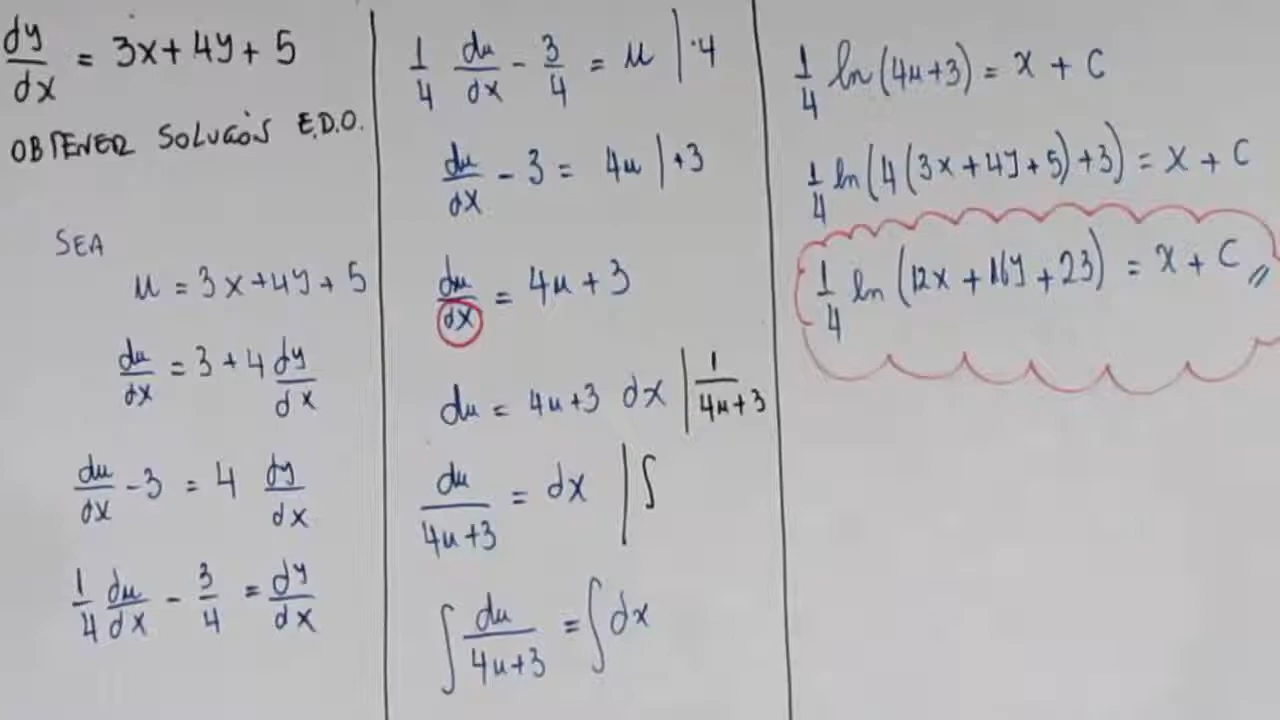 dy/dx = 3x + 4y + 5
OBTENER SOLUCIÓN E.D.O.
SEA
u = 3x + 4y + 5
du/dx = 3 + 4 dy/dx
du/dx - 3 = 4 dy/dx
1/4 du/dx - 3/4 = dy/dx
1/4 du/dx - 3/4 = u | ·4
du/dx - 3 = 4u | +3
du/dx = 4u + 3
du = 4u+3 dx | 1/4u+3
du/4u+3 = dx | ∫
∫ du/4u+3 = ∫ dx
1/4 ln(4u+3) = x + C
1/4 ln(4(3x+4y+5)+3) = x + C
1/4 ln(12x + 16y + 23) = x + C //